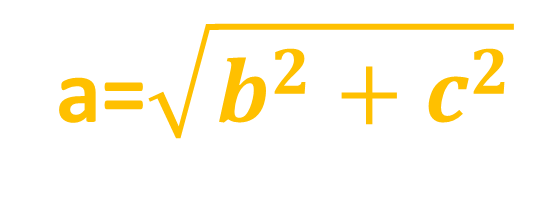 a=√b² + c²